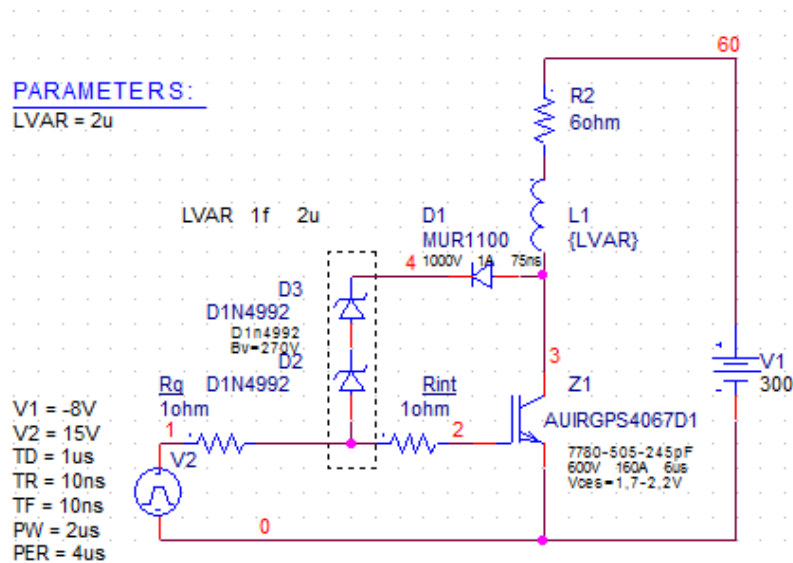 60
PARAMETERS:
LVAR = 2u
R2
6ohm
LVAR 1f 2u
D1
MUR1100
1000V 1A 75ns
L1
{LVAR}
4
D3
D1N4992
D1n4992
Bv=270V
D2
D1N4992
3
V1
300
Rg
1ohm
Rint
1ohm
Z1
AUIRGPS4067D1
1
2
V2
7780-505-245pF
600V 160A 6us
Vces=1,7-2,2V
V1 = -8V
V2 = 15V
TD = 1us
TR = 10ns
TF = 10ns
PW = 2us
PER = 4us
0